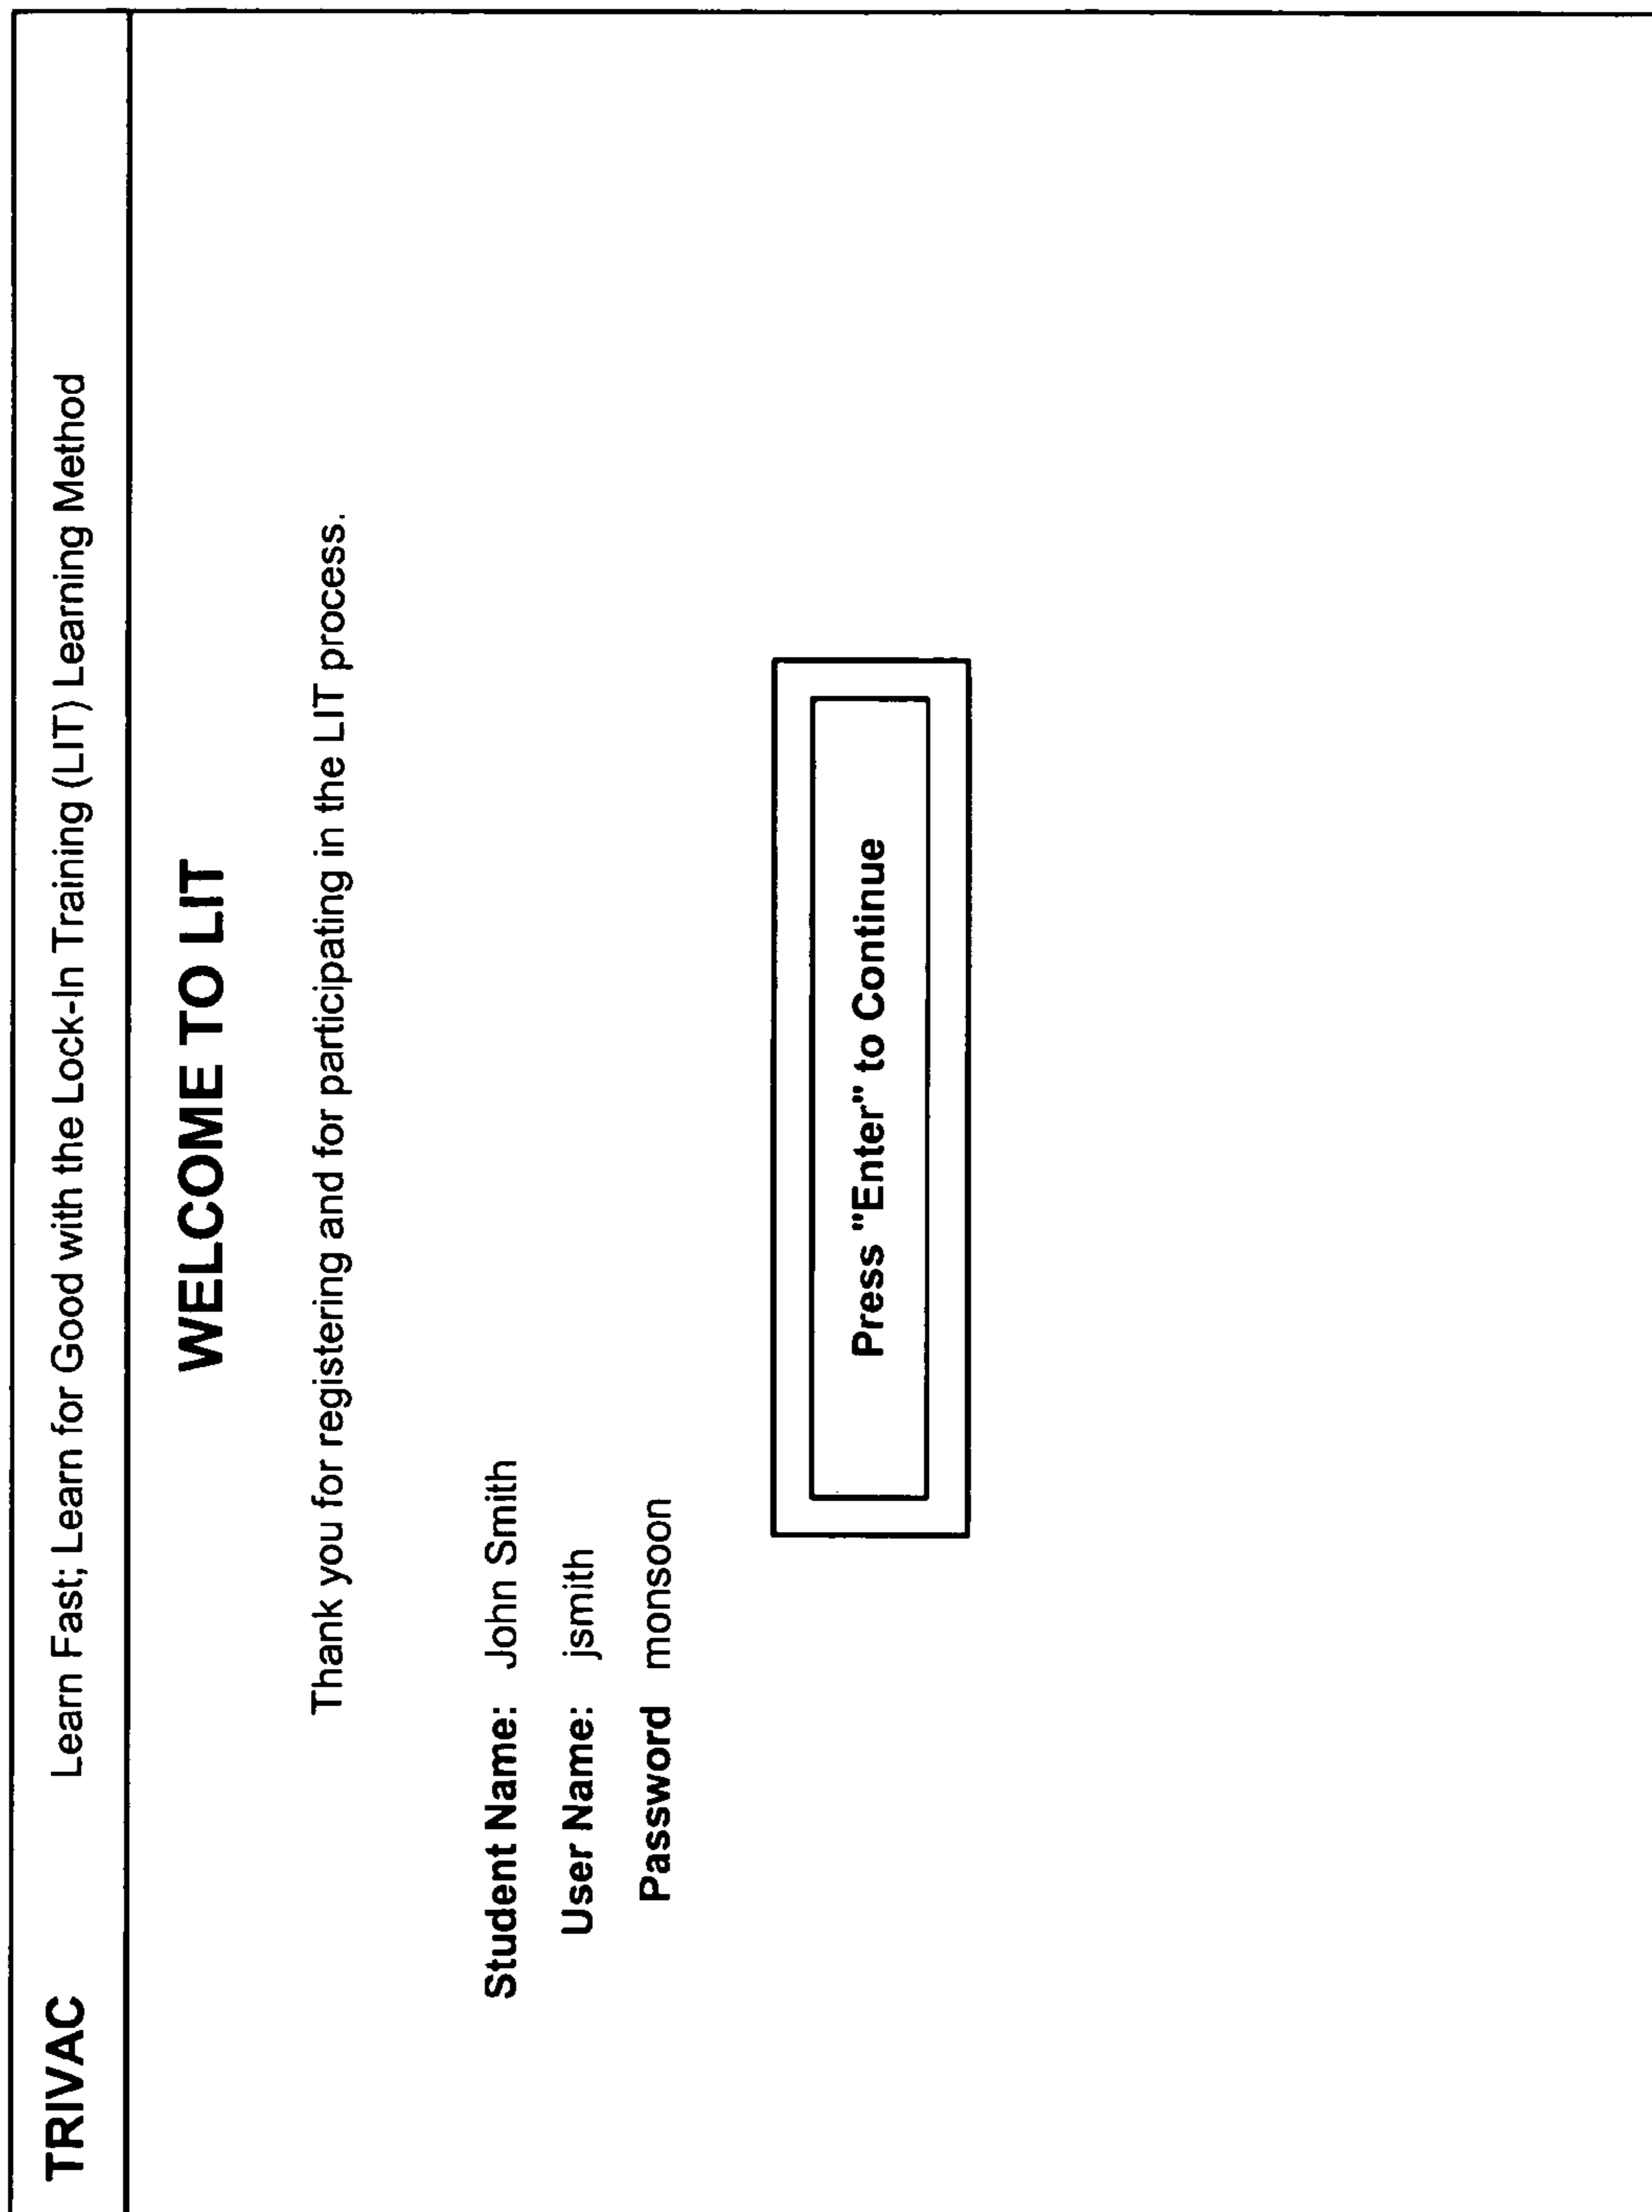 TRIVAC Learn Fast; Learn for Good with the Lock-In Training (LIT) Learning Method
WELCOME TO LIT
Thank you for registering and for participating in the LIT process.
Student Name: John Smith
User Name: jsmith
Password monsoon
Press "Enter" to Continue